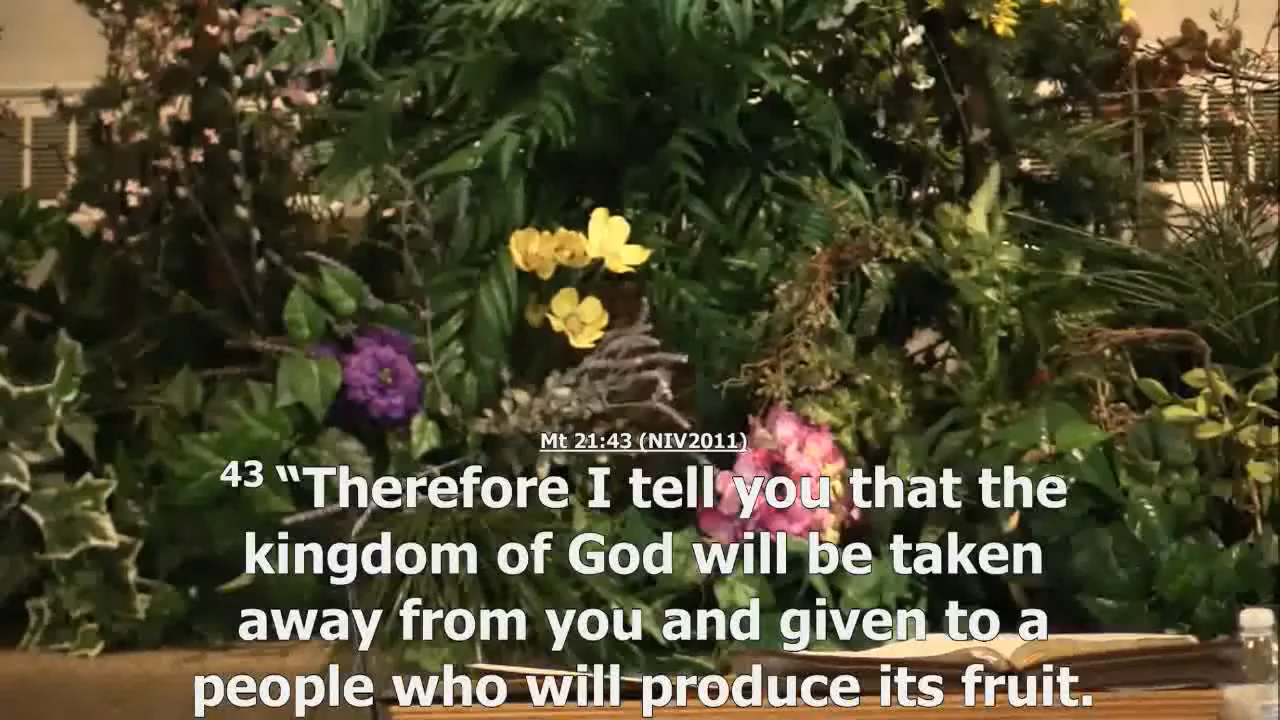 Mt 21:43 (NIV2011)
43 “Therefore I tell you that the
kingdom of God will be taken
away from you and given to a
people who will produce its fruit.